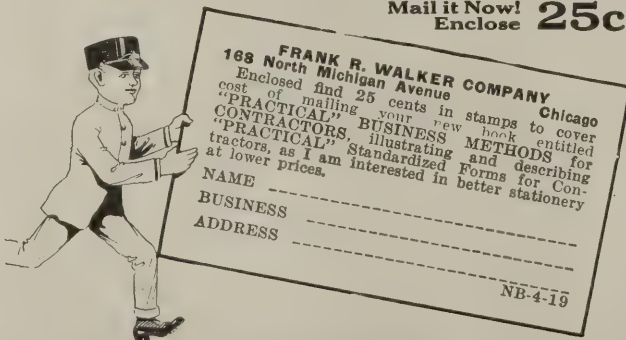 Mail it Now!
Enclose 25c
FRANK R. WALKER COMPANY
168 North Michigan Avenue Chicago
Enclosed find 25 cents in stamps to cover
cost of mailing your new book entitled
"PRACTICAL" BUSINESS METHODS for
CONTRACTORS, illustrating and describing
"PRACTICAL" Standardized Forms for Con-
tractors, as I am interested in better stationery
at lower prices.
NAME
BUSINESS
ADDRESS
NB-4-19